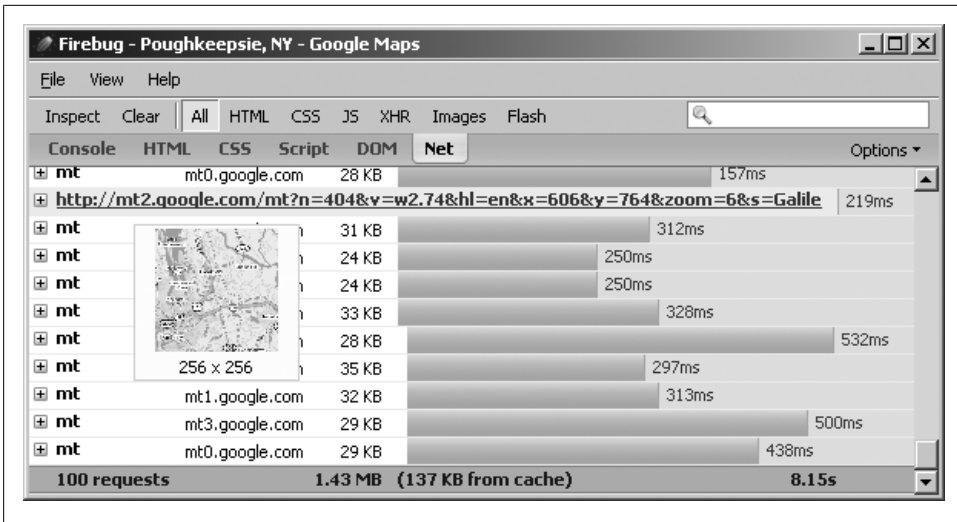 Firebug - Poughkeepsie, NY - Google Maps
File View Help
Inspect Clear All HTML CSS JS XHR Images Flash
Console HTML CSS Script DOM Net Options
mt mt0.google.com 28 KB 157ms
http://mt2.google.com/mt?n=404&v=w2.74&hl=en&x=606&y=764&zoom=6&s=Galile 219ms
mt 31 KB 312ms
mt 24 KB 250ms
mt 24 KB 250ms
mt 33 KB 328ms
mt 28 KB 532ms
mt 256 x 256 35 KB 297ms
mt mt1.google.com 32 KB 313ms
mt mt3.google.com 29 KB 500ms
mt mt0.google.com 29 KB 438ms
100 requests 1.43 MB (137 KB from cache) 8.15s